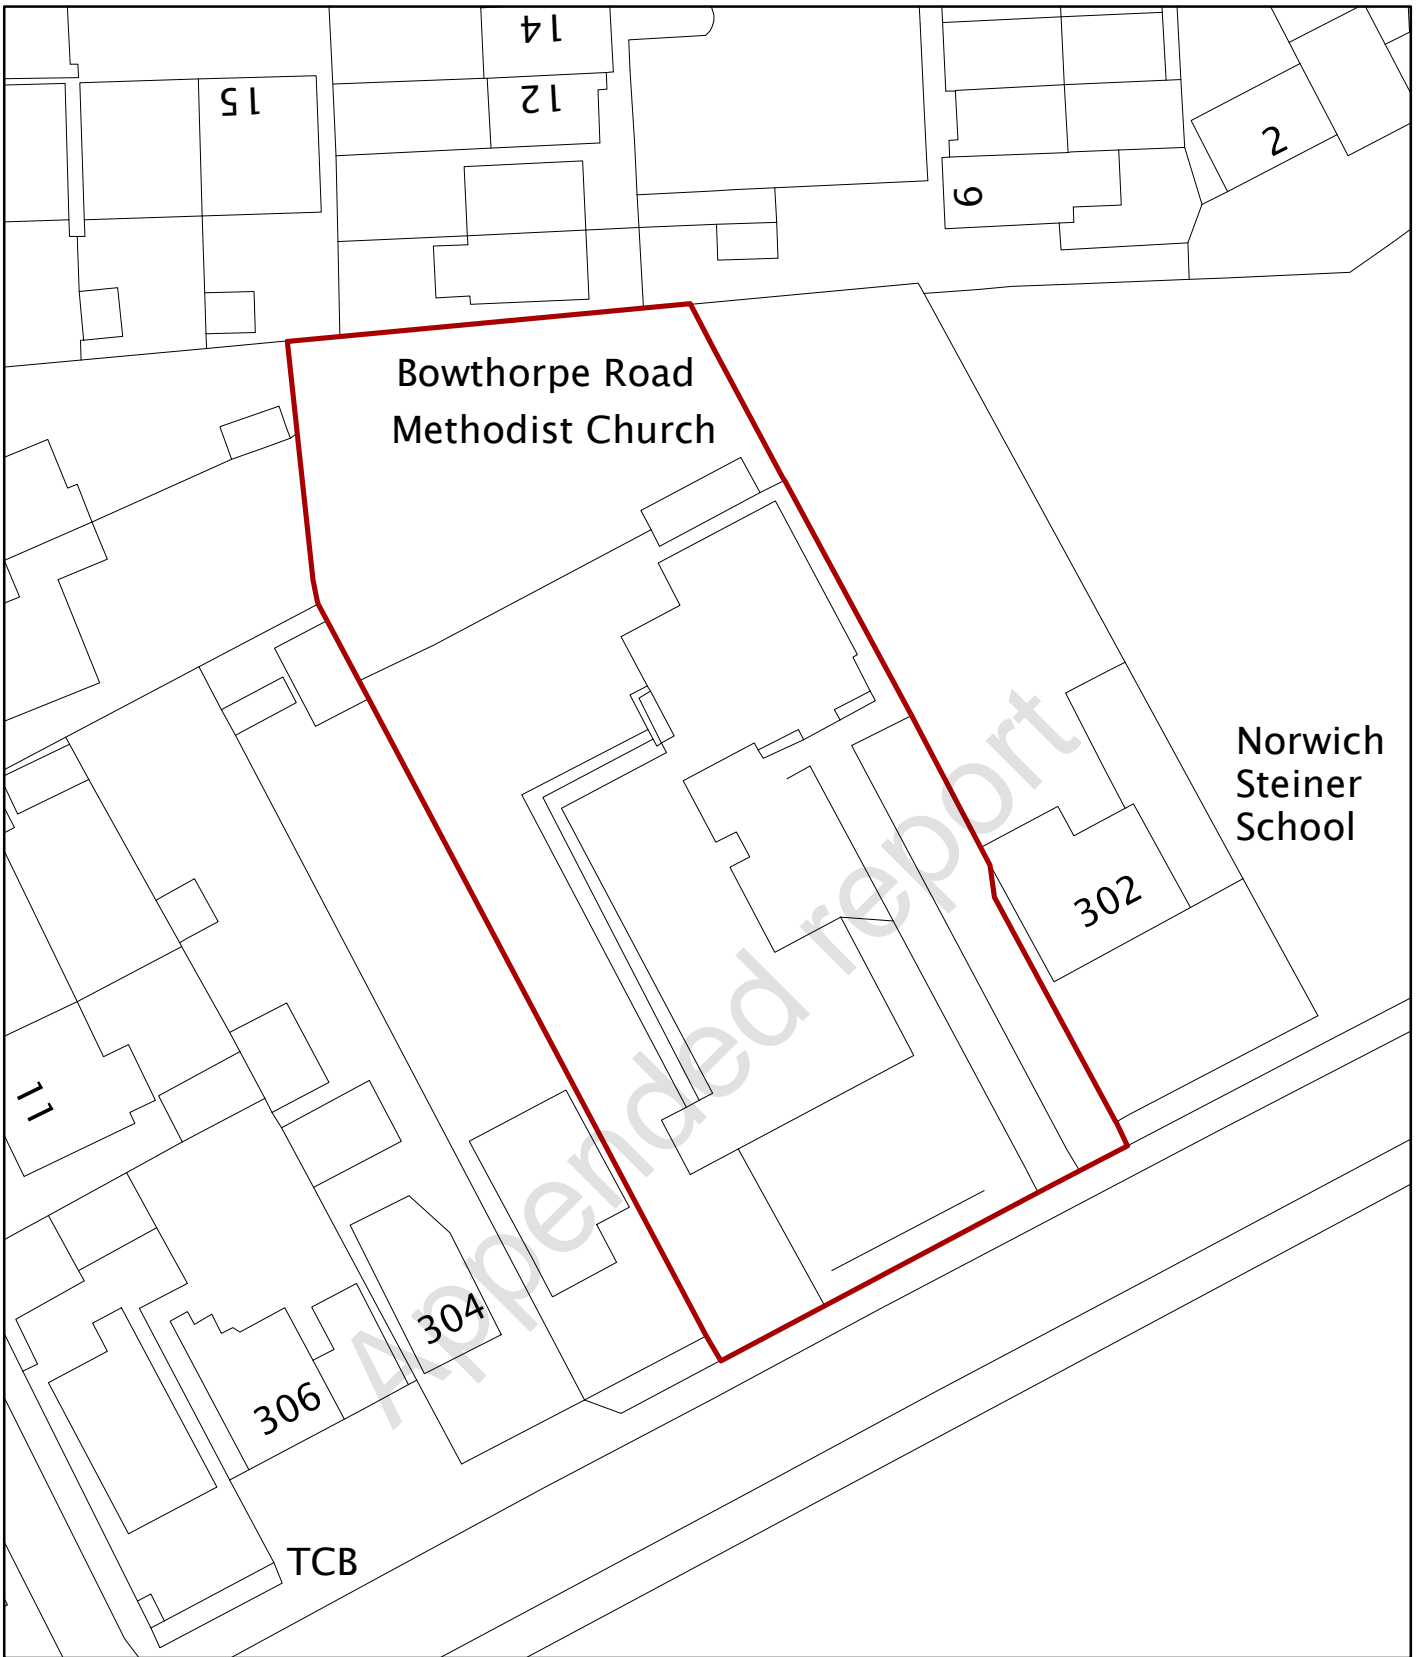 14
12
15
2
9
Bowthorpe Road
Methodist Church
Norwich
Steiner
School
302
11
304
306
TCB
Appended report